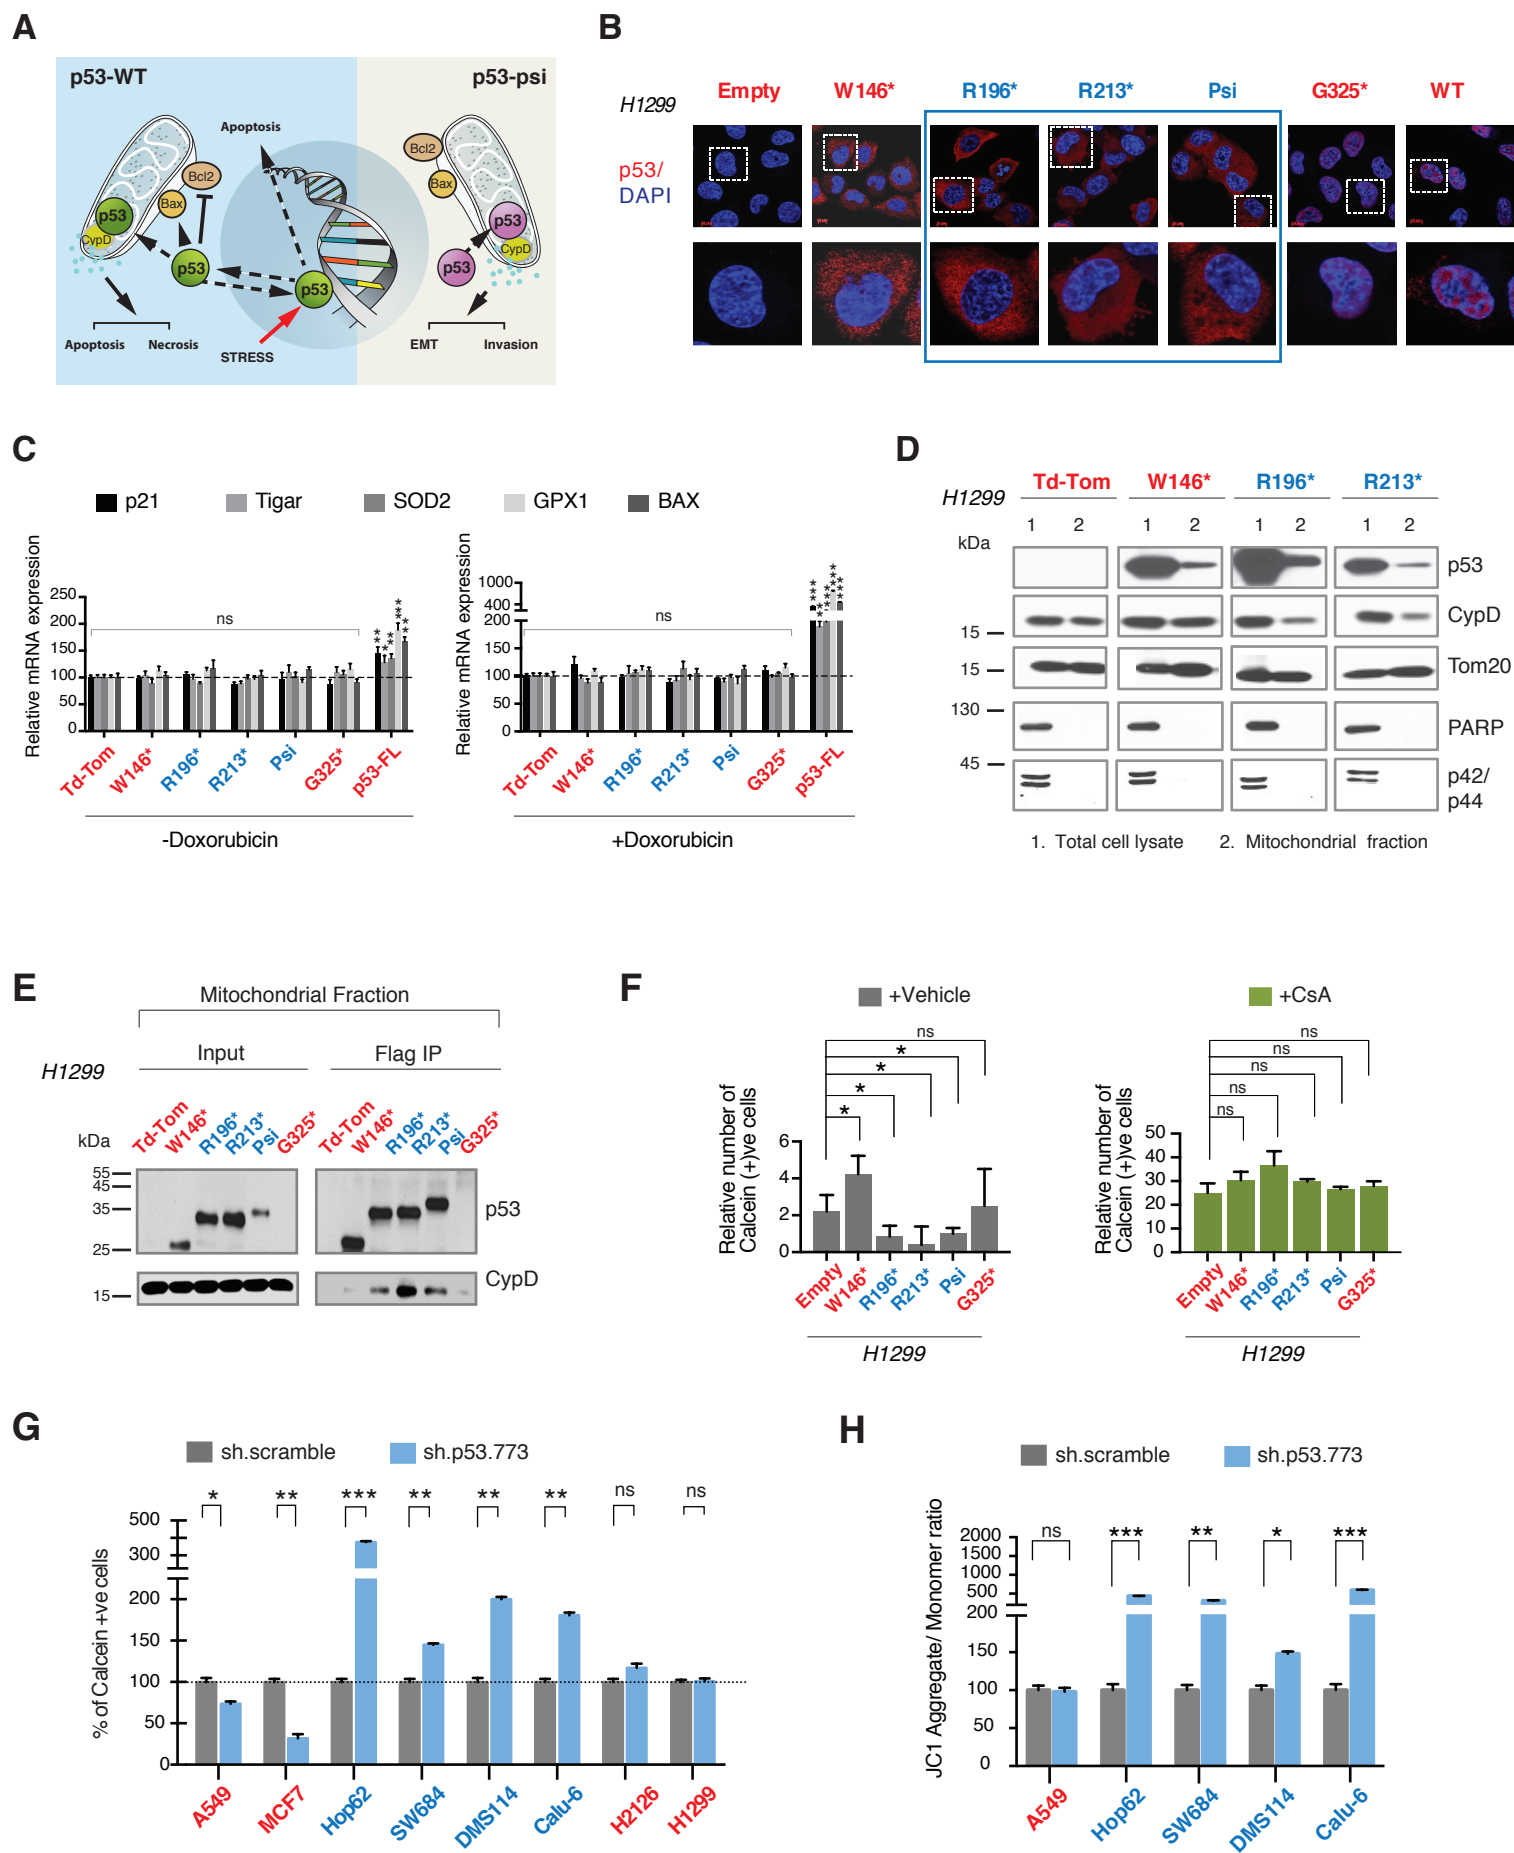 A
p53-WT
p53-psi
Apoptosis
Bcl2
Bax
p53
CypD
p53
p53
STRESS
Apoptosis
Necrosis
Bcl2
Bax
p53
CypD
p53
EMT
Invasion
B
H1299
Empty
W146*
R196*
R213*
Psi
G325*
WT
p53/
DAPI
C
p21
Tigar
SOD2
GPX1
BAX
Relative mRNA expression
250
200
150
100
50
0
ns
** * ** *** **
Td-Tom
W146*
R196*
R213*
Psi
G325*
p53-FL
-Doxorubicin
Relative mRNA expression
1000
400
200
150
100
50
0
ns
Td-Tom
W146*
R196*
R213*
Psi
G325*
p53-FL
+Doxorubicin
D
H1299
Td-Tom
W146*
R196*
R213*
1 2 1 2 1 2 1 2
kDa
p53
CypD
15
Tom20
15
130
PARP
45
p42/
p44
1. Total cell lysate
2. Mitochondrial fraction
E
Mitochondrial Fraction
Input
Flag IP
H1299
Td-Tom
W146*
R196*
R213*
Psi
G325*
Td-Tom
W146*
R196*
R213*
Psi
G325*
kDa
55
45
35
25
p53
CypD
15
F
+Vehicle
ns
*
*
*
*
Relative number of
Calcein (+)ve cells
6
4
2
0
Empty
W146*
R196*
R213*
Psi
G325*
H1299
+CsA
ns
ns
ns
ns
ns
Relative number of
Calcein (+)ve cells
50
40
30
20
10
0
Empty
W146*
R196*
R213*
Psi
G325*
H1299
G
sh.scramble
sh.p53.773
* ** *** ** ** ** ns ns
% of Calcein +ve cells
500
300
200
150
100
50
0
A549
MCF7
Hop62
SW684
DMS114
Calu-6
H2126
H1299
H
sh.scramble
sh.p53.773
ns *** ** * ***
JC1 Aggregate/ Monomer ratio
2000
1500
1000
500
200
150
100
50
0
A549
Hop62
SW684
DMS114
Calu-6